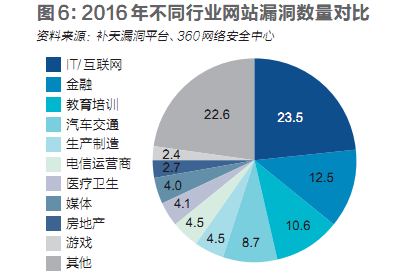 图6：2016年不同行业网站漏洞数量对比
资料来源：补天漏洞平台、360网络安全中心
IT/互联网
金融
教育培训
汽车交通
生产制造
电信运营商
医疗卫生
媒体
房地产
游戏
其他
23.5
12.5
10.6
8.7
4.5
4.5
4.1
4.0
2.7
2.4
22.6